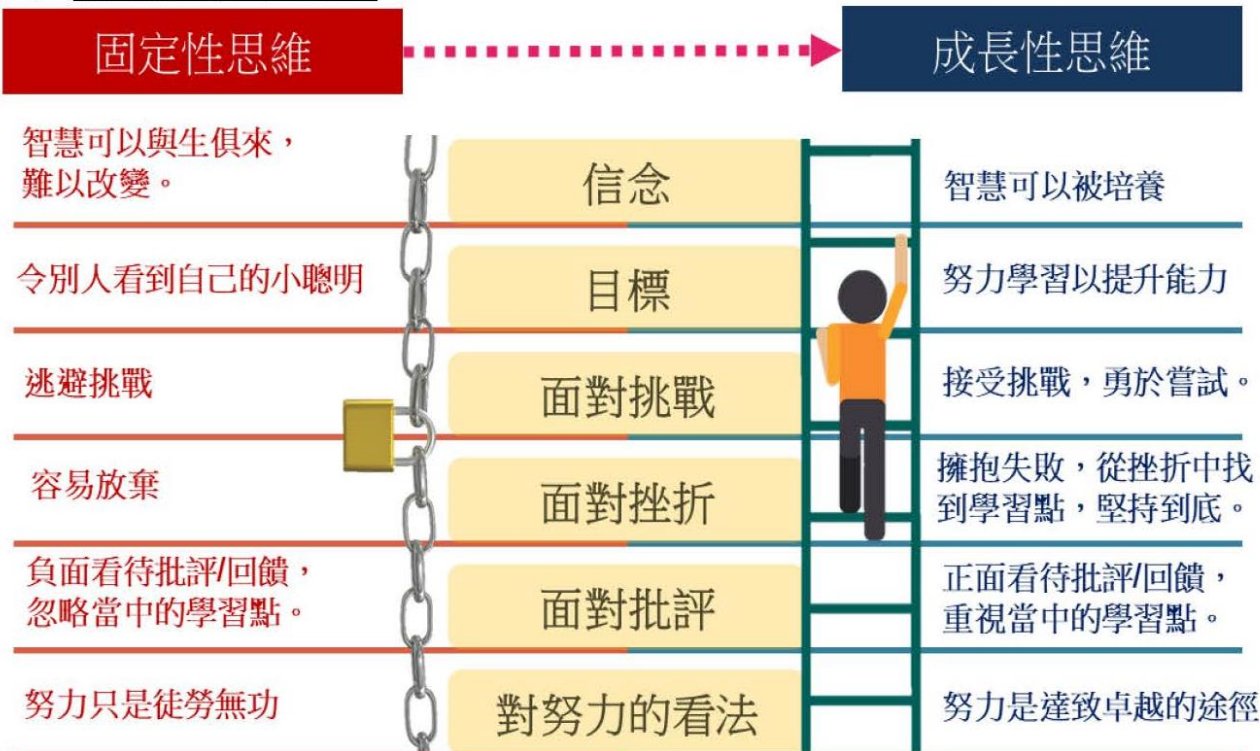 固定性思維
成長性思維
智慧可以與生俱來，
難以改變。
信念
智慧可以被培養
令別人看到自己的小聰明
目標
努力學習以提升能力
逃避挑戰
面對挑戰
接受挑戰，勇於嘗試。
容易放棄
面對挫折
擁抱失敗，從挫折中找
到學習點，堅持到底。
負面看待批評/回饋，
忽略當中的學習點。
面對批評
正面看待批評/回饋，
重視當中的學習點。
努力只是徒勞無功
對努力的看法
努力是達致卓越的途徑